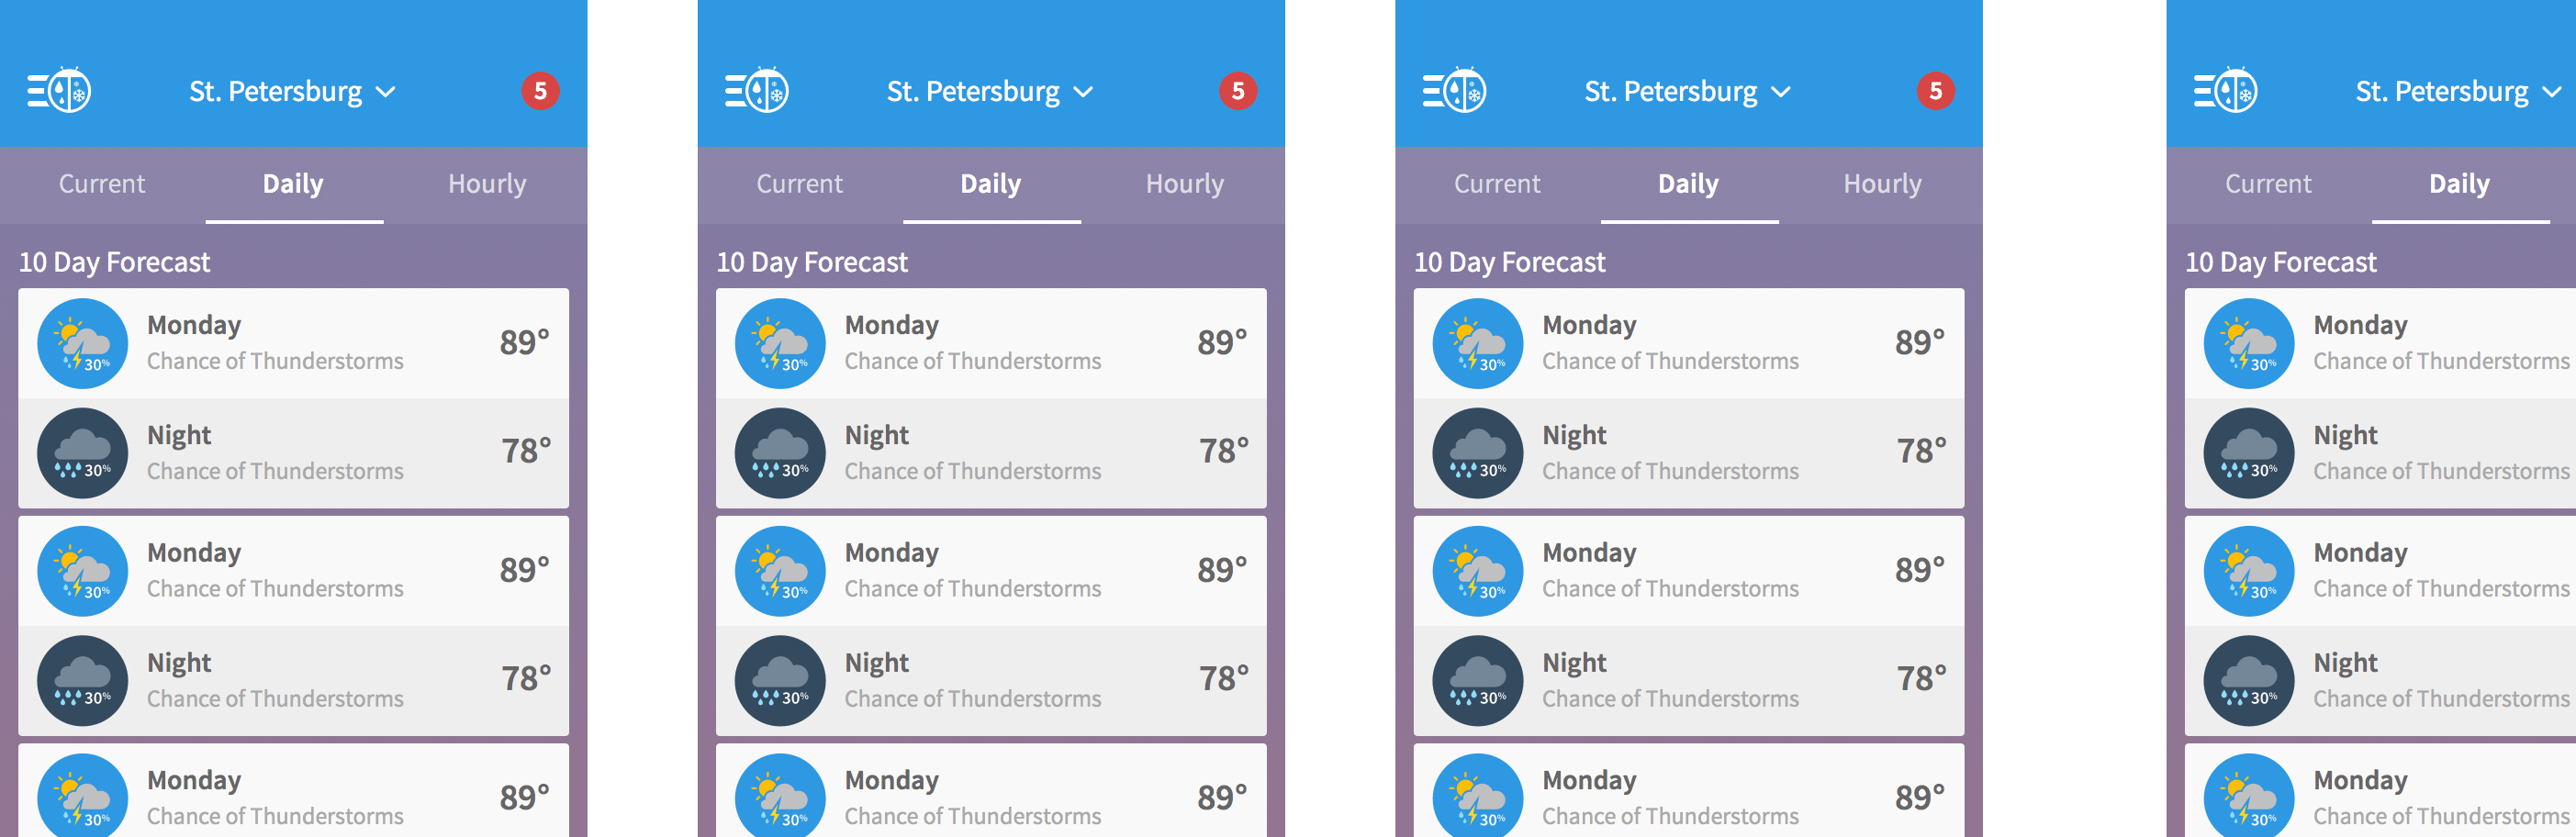 St. Petersburg
5
Current Daily Hourly
10 Day Forecast
Monday
Chance of Thunderstorms
30%
89°
Night
Chance of Thunderstorms
30%
78°
Monday
Chance of Thunderstorms
30%
89°
Night
Chance of Thunderstorms
30%
78°
Monday
Chance of Thunderstorms
30%
89°
St. Petersburg
5
Current Daily Hourly
10 Day Forecast
Monday
Chance of Thunderstorms
30%
89°
Night
Chance of Thunderstorms
30%
78°
Monday
Chance of Thunderstorms
30%
89°
Night
Chance of Thunderstorms
30%
78°
Monday
Chance of Thunderstorms
30%
89°
St. Petersburg
5
Current Daily Hourly
10 Day Forecast
Monday
Chance of Thunderstorms
30%
89°
Night
Chance of Thunderstorms
30%
78°
Monday
Chance of Thunderstorms
30%
89°
Night
Chance of Thunderstorms
30%
78°
Monday
Chance of Thunderstorms
30%
89°
St. Petersburg
Current Daily
10 Day Forecast
Monday
Chance of Thunderstorms
30%
Night
Chance of Thunderstorms
30%
Monday
Chance of Thunderstorms
30%
Night
Chance of Thunderstorms
30%
Monday
Chance of Thunderstorms
30%